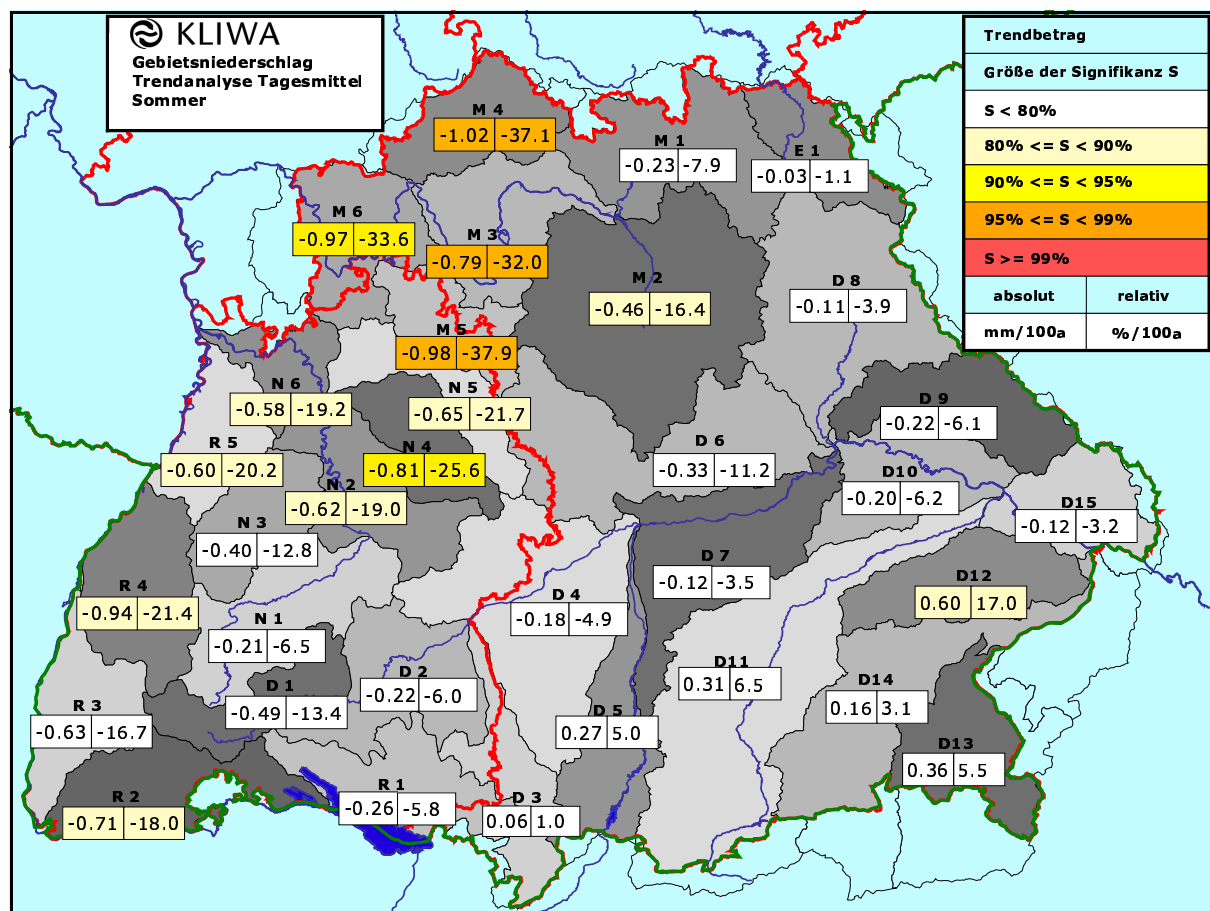 KLIWA
Gebietsniederschlag
Trendanalyse Tagesmittel
Sommer
Trendbetrag
Größe der Signifikanz S
S < 80%
80% <= S < 90%
90% <= S < 95%
95% <= S < 99%
S >= 99%
absolut relativ
mm/100a %/100a
M 4
-1.02 -37.1
M 1
-0.23 -7.9
E 1
-0.03 -1.1
M 6
-0.97 -33.6
M 3
-0.79 -32.0
M 2
-0.46 -16.4
D 8
-0.11 -3.9
M 5
-0.98 -37.9
N 6
-0.58 -19.2
N 5
-0.65 -21.7
D 9
-0.22 -6.1
R 5
-0.60 -20.2
N 4
-0.81 -25.6
D 6
-0.33 -11.2
D10
-0.20 -6.2
N 2
-0.62 -19.0
D15
-0.12 -3.2
N 3
-0.40 -12.8
D 7
-0.12 -3.5
D12
0.60 17.0
R 4
-0.94 -21.4
D 4
-0.18 -4.9
N 1
-0.21 -6.5
D 2
-0.22 -6.0
D11
0.31 6.5
D14
0.16 3.1
D 1
-0.49 -13.4
R 3
-0.63 -16.7
D 5
0.27 5.0
D13
0.36 5.5
R 1
-0.26 -5.8
R 2
-0.71 -18.0
D 3
0.06 1.0